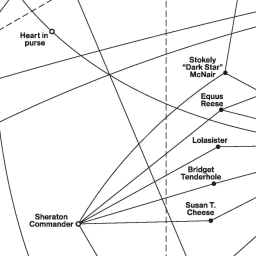 Heart in
purse
Stokely
"Dark Star"
McNair
Equus
Reese
Lolasister
Bridget
Tenderhole
Susan T.
Cheese
Sheraton
Commander